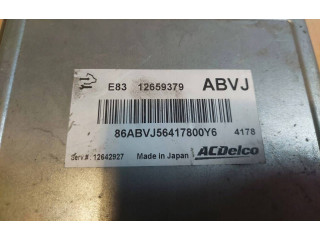 E83 12659379 ABVJ
86ABVJ56417800Y6 4178
Serv.#: 12642927 Made in Japan ACDelco